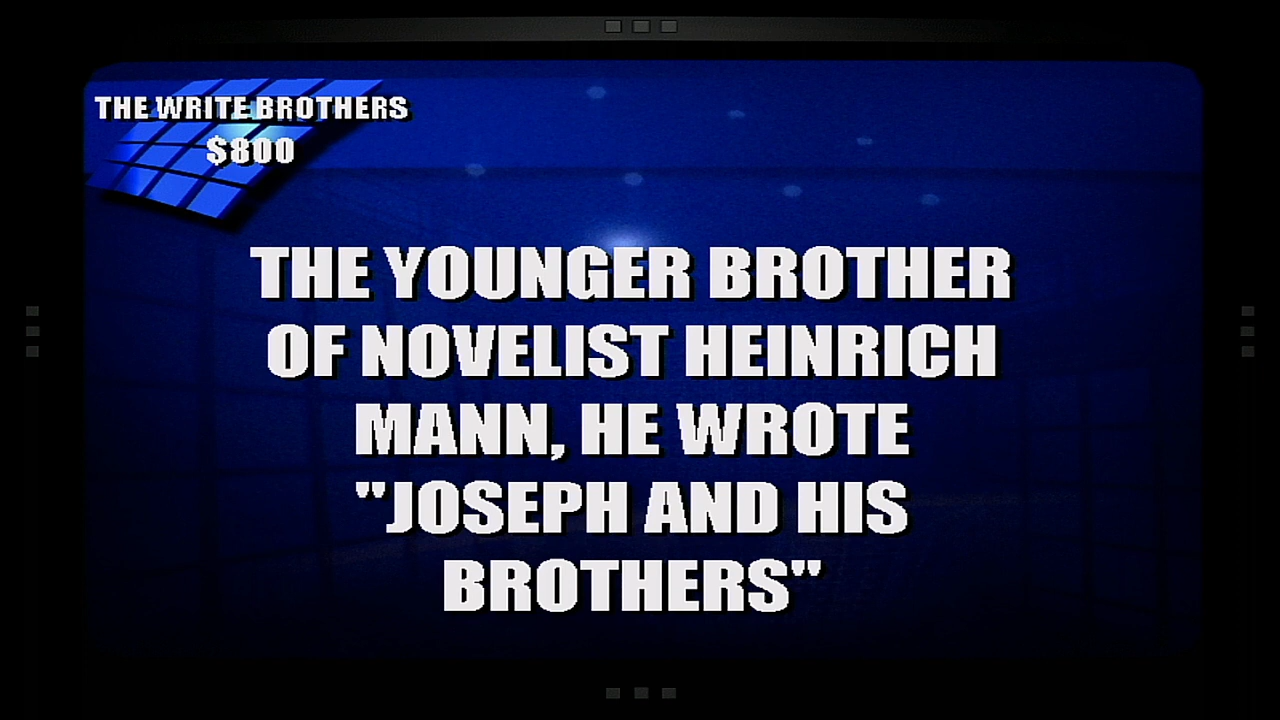 THE WRITE BROTHERS
$800
THE YOUNGER BROTHER
OF NOVELIST HEINRICH
MANN, HE WROTE
"JOSEPH AND HIS
BROTHERS"